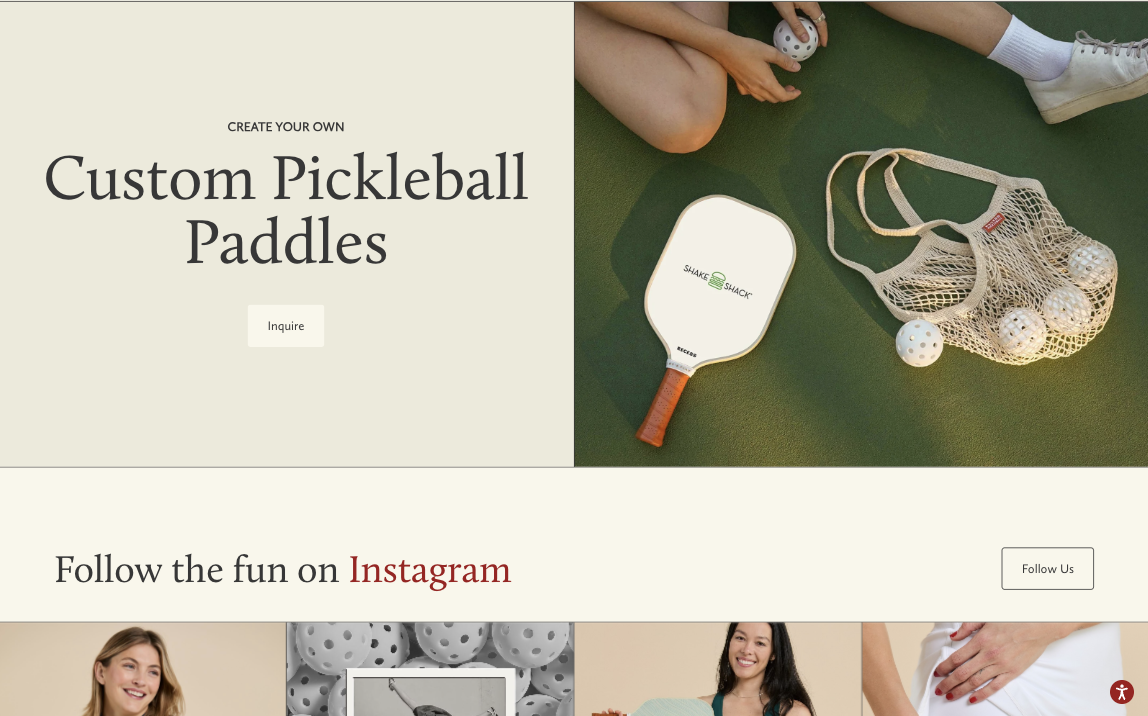 CREATE YOUR OWN
Custom Pickleball
Paddles
Inquire
SHAKE SHACK
RECESS
Follow the fun on Instagram
Follow Us